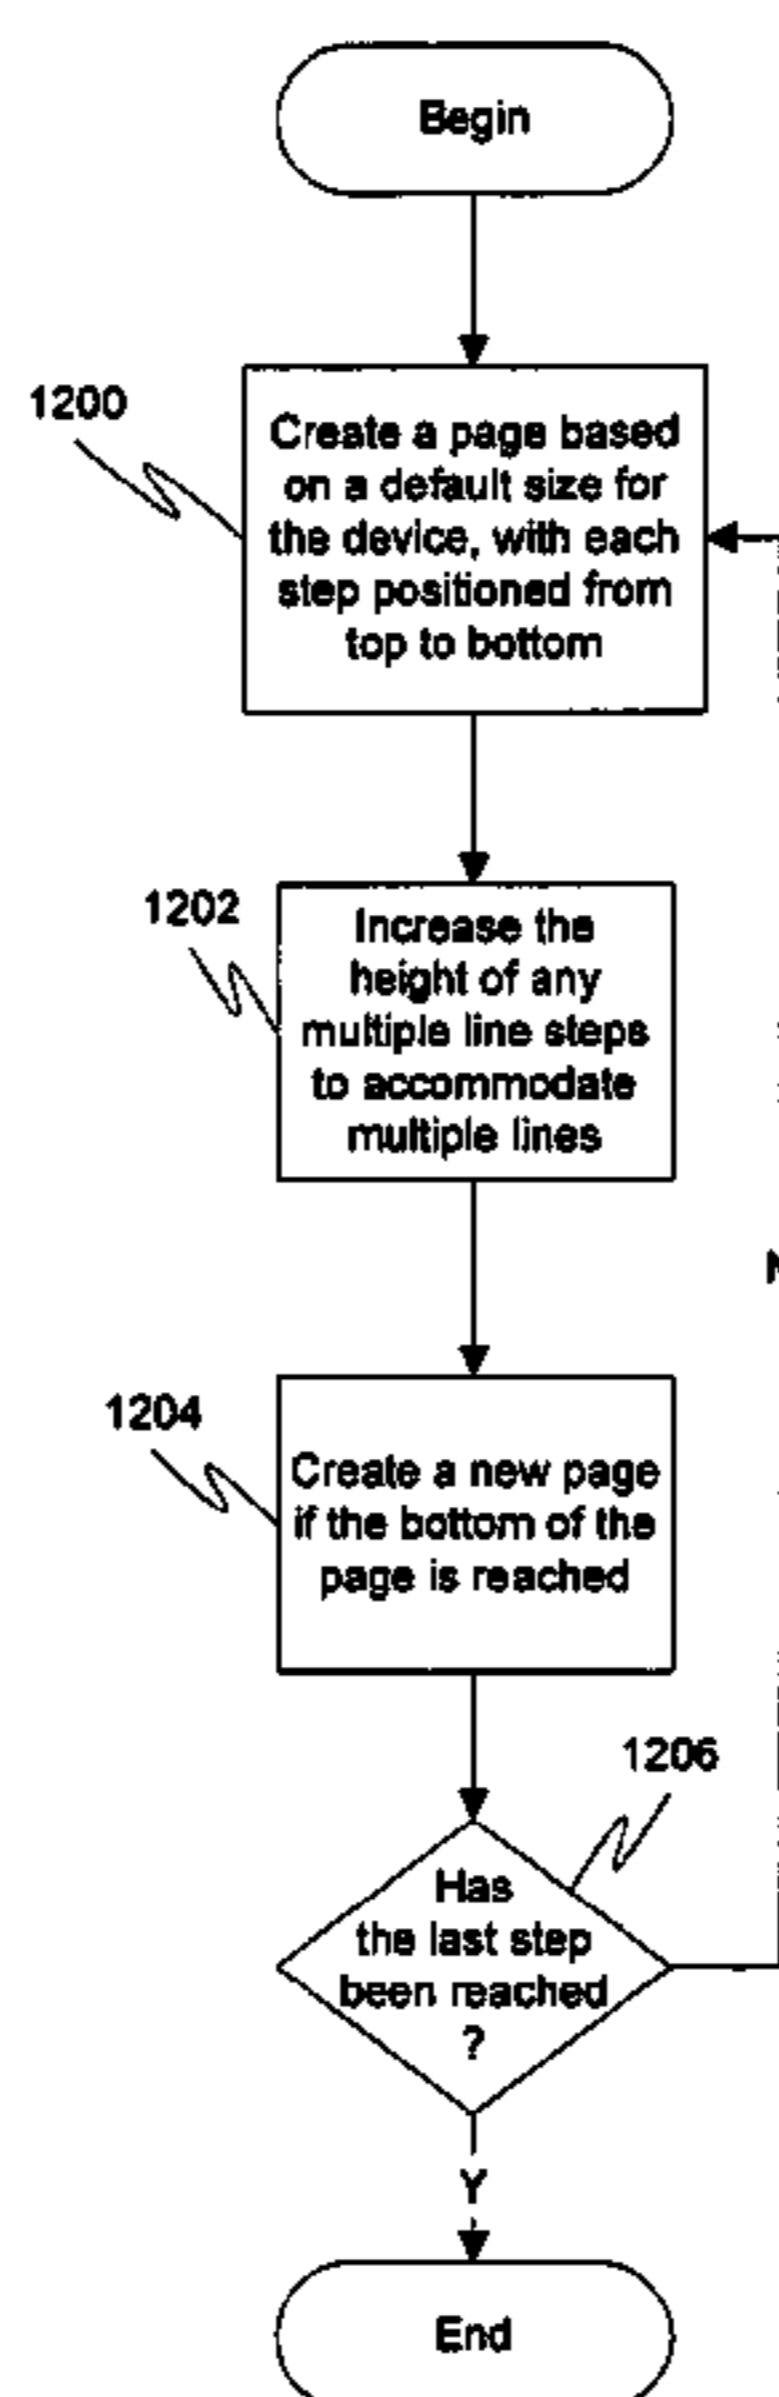 Begin
1200
Create a page based
on a default size for
the device, with each
step positioned from
top to bottom
1202
Increase the
height of any
multiple line steps
to accommodate
multiple lines
1204
Create a new page
if the bottom of the
page is reached
1206
Has
the last step
been reached
?
Y
End